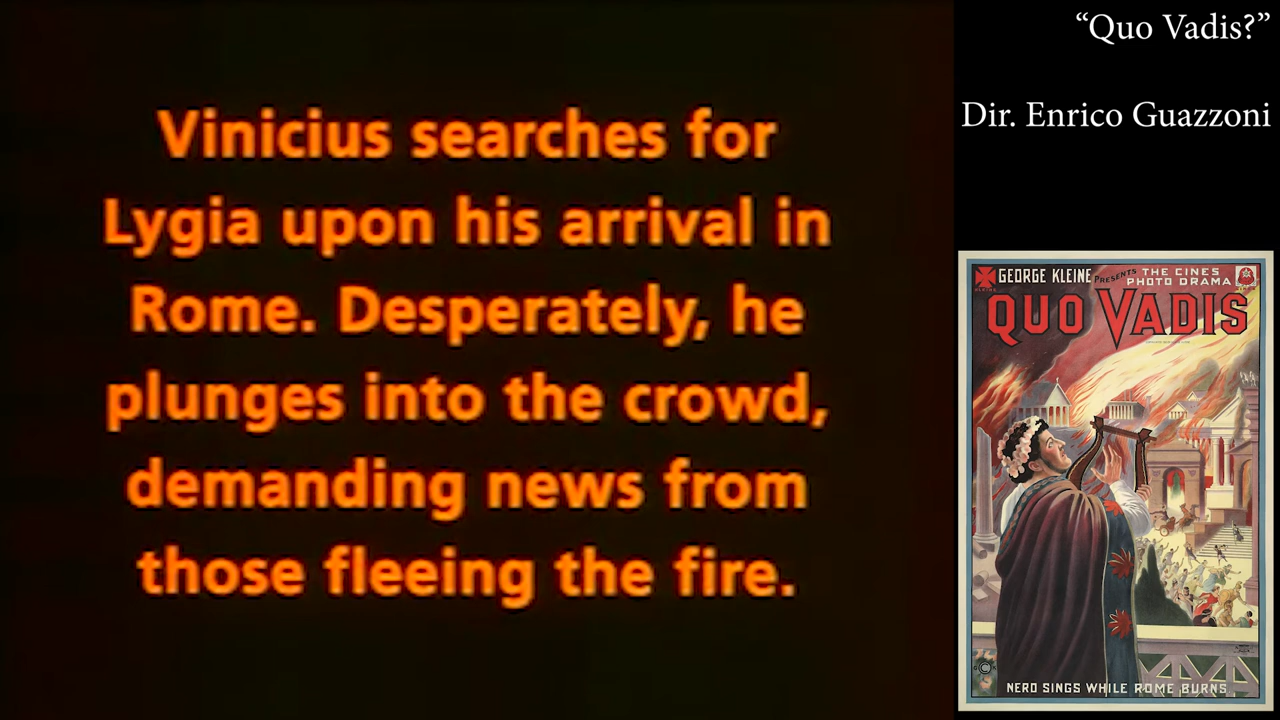 Vinicius searches for
Lygia upon his arrival in
Rome. Desperately, he
plunges into the crowd,
demanding news from
those fleeing the fire.
“Quo Vadis?”
Dir. Enrico Guazzoni
GEORGE KLEINE PRESENTS THE CINES
PHOTO DRAMA
QUO VADIS
NERO SINGS WHILE ROME BURNS